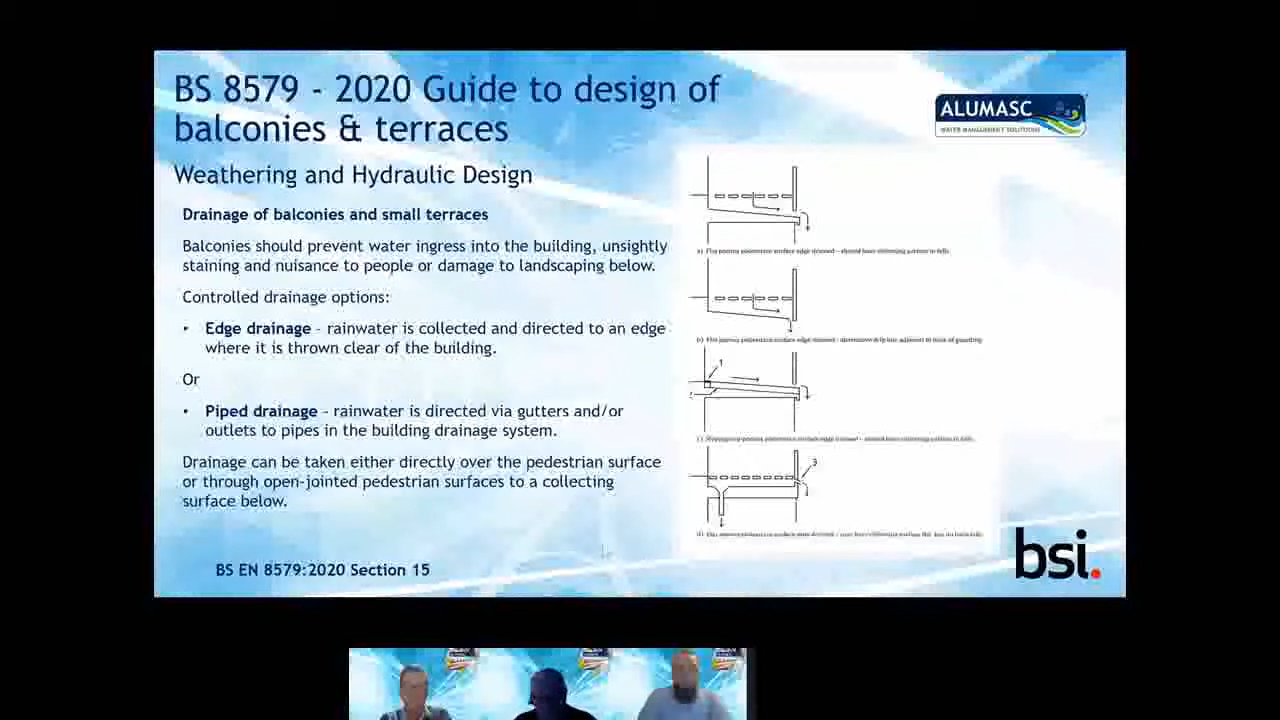 BS 8579 - 2020 Guide to design of
balconies & terraces
ALUMASC
WATER MANAGEMENT SOLUTIONS
Weathering and Hydraulic Design
Drainage of balconies and small terraces
Balconies should prevent water ingress into the building, unsightly
staining and nuisance to people or damage to landscaping below.
Controlled drainage options:
• Edge drainage – rainwater is collected and directed to an edge
where it is thrown clear of the building.
Or
• Piped drainage – rainwater is directed via gutters and/or
outlets to pipes in the building drainage system.
Drainage can be taken either directly over the pedestrian surface
or through open-jointed pedestrian surfaces to a collecting
surface below.
BS EN 8579:2020 Section 15
1
3
bsi.